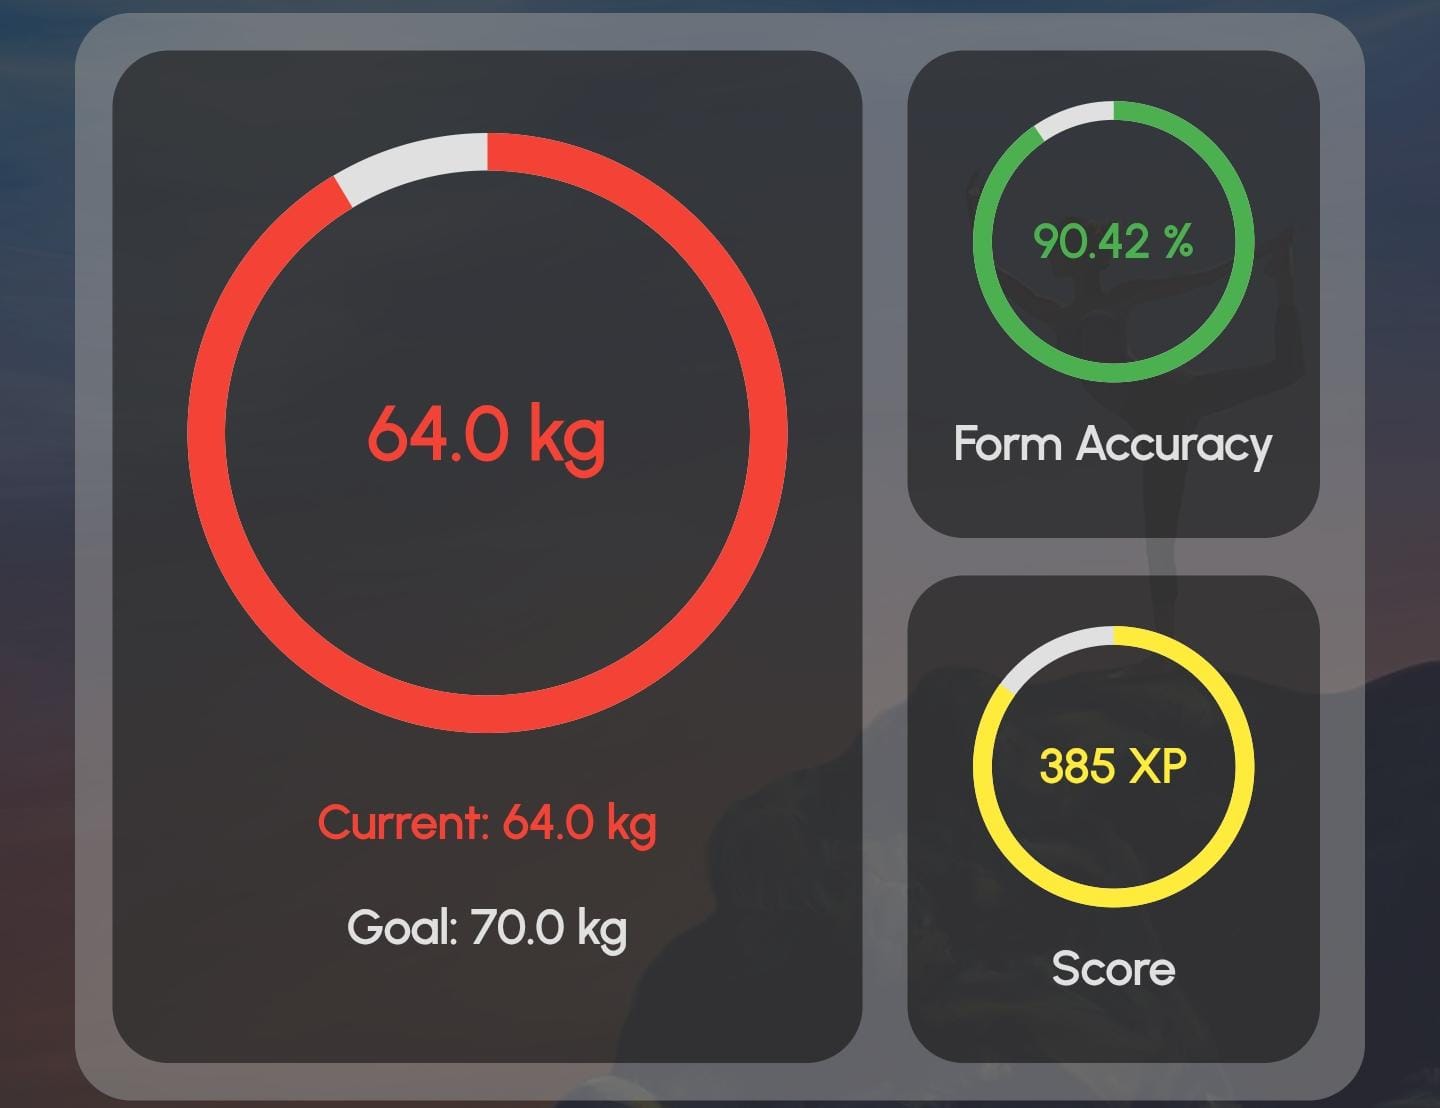 64.0 kg
Current: 64.0 kg
Goal: 70.0 kg
90.42 %
Form Accuracy
385 XP
Score